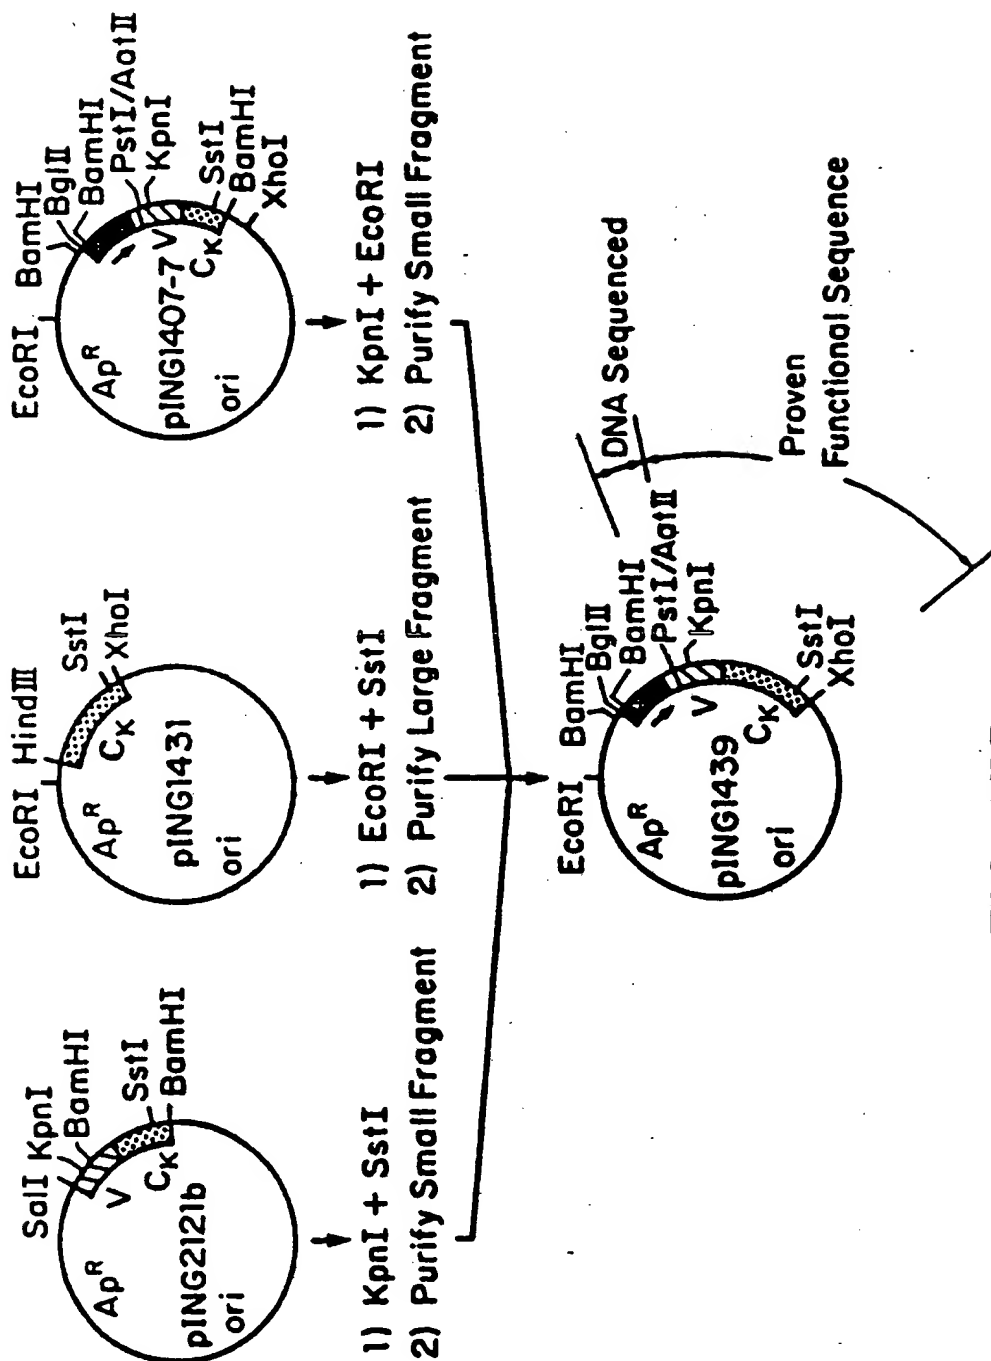 SalI
KpnI
BamHI
SstI
BamHI
V
CK
ApR
pING2121b
ori
1) KpnI + SstI
2) Purify Small Fragment
EcoRI
HindIII
SstI
XhoI
CK
ApR
pING1431
ori
1) EcoRI + SstI
2) Purify Large Fragment
EcoRI
BamHI
BglII
BamHI
PstI/AatII
KpnI
SstI
BamHI
XhoI
V
CK
ApR
pING1407-7
ori
1) KpnI + EcoRI
2) Purify Small Fragment
EcoRI
BamHI
BglII
BamHI
PstI/AatII
KpnI
SstI
XhoI
V
CK
ApR
pING1439
ori
DNA Sequenced
Proven
Functional Sequence